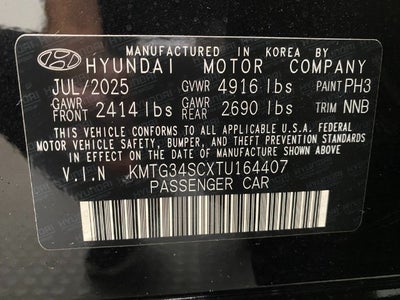 MANUFACTURED IN KOREA BY
HYUNDAI MOTOR COMPANY
JUL/2025 GVWR 4916 lbs PAINT PH3
GAWR FRONT 2414 lbs GAWR REAR 2690 lbs TRIM NNB
THIS VEHICLE CONFORMS TO ALL APPLICABLE U.S.A. FEDERAL
MOTOR VEHICLE SAFETY, BUMPER, AND THEFT PREVENTION STANDARDS
IN EFFECT ON THE DATE OF MANUFACTURE SHOWN ABOVE.
V.I.N KMTG34SCXTU164407
PASSENGER CAR